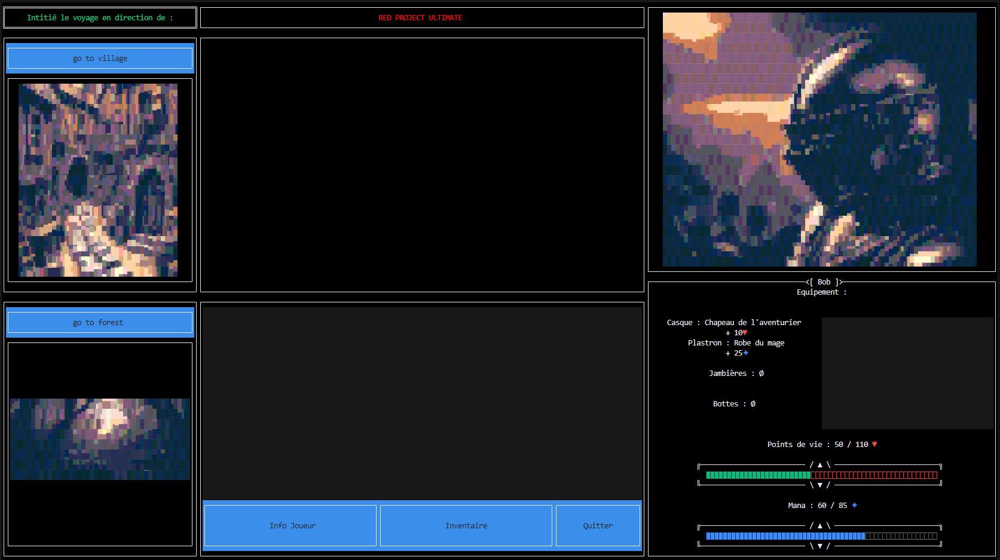 Intitié le voyage en direction de :
RED PROJECT ULTIMATE
go to village
go to forest
Info Joueur
Inventaire
Quitter
<[ Bob ]>
Equipement :
Casque : Chapeau de l'aventurier
+ 10♥
Plastron : Robe du mage
+ 25✦
Jambières : Ø
Bottes : Ø
Points de vie : 50 / 110 ♥
/ ▲ \
\ ▼ /
Mana : 60 / 85 ✦
/ ▲ \
\ ▼ /